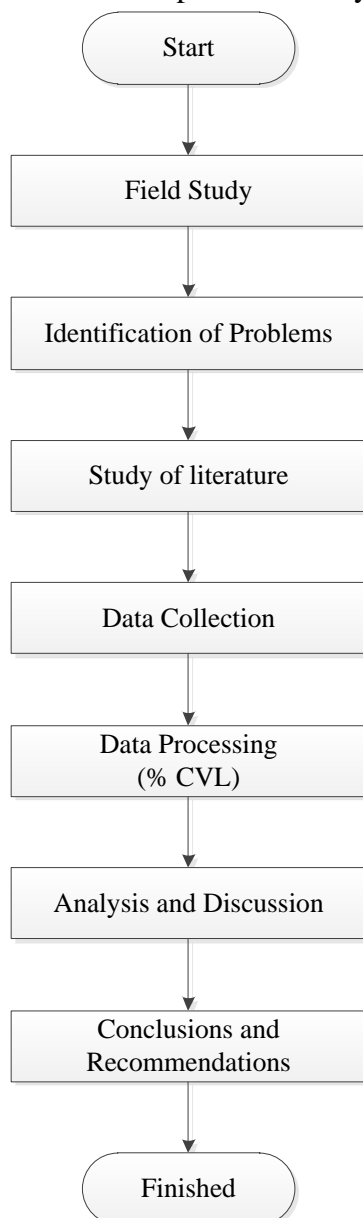 Start
Field Study
Identification of Problems
Study of literature
Data Collection
Data Processing
(% CVL)
Analysis and Discussion
Conclusions and
Recommendations
Finished